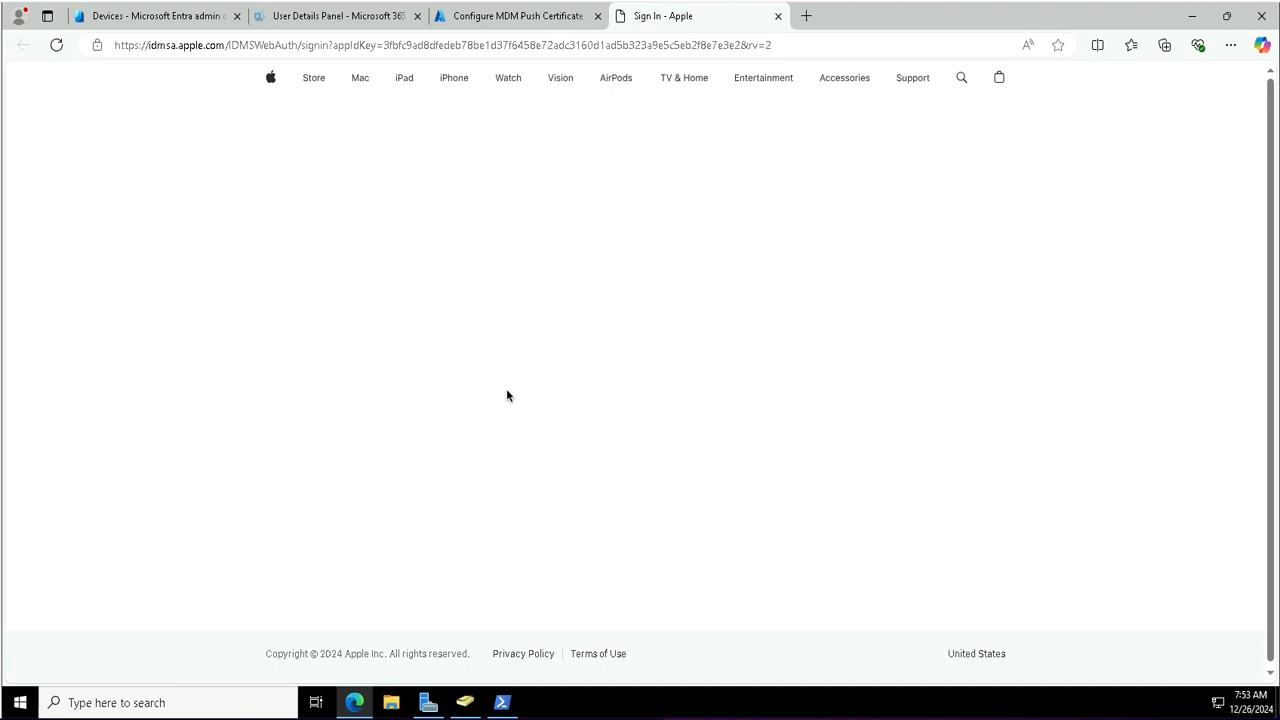 Devices - Microsoft Entra admin c
User Details Panel - Microsoft 365
Configure MDM Push Certificate
Sign In - Apple
https://idmsa.apple.com/IDMSWebAuth/signin?appIdKey=3fbfc9ad8dfedeb78be1d37f6458e72adc3160d1ad5b323a9e5c5eb2f8e7e3e2&rv=2
Store
Mac
iPad
iPhone
Watch
Vision
AirPods
TV & Home
Entertainment
Accessories
Support
Copyright © 2024 Apple Inc. All rights reserved.
Privacy Policy
Terms of Use
United States
Type here to search
7:53 AM
12/26/2024